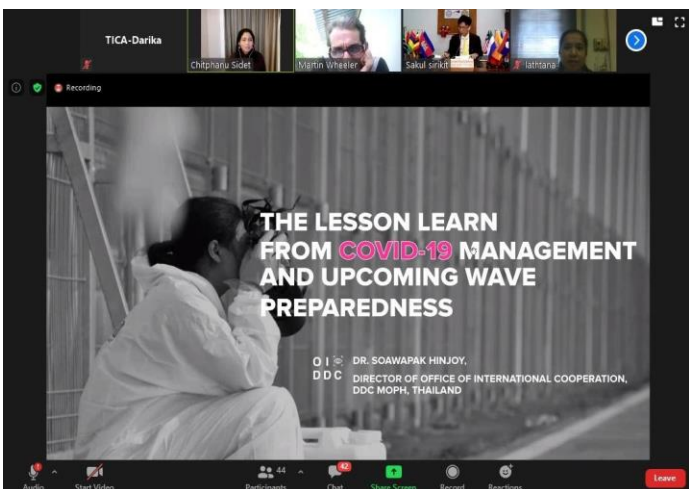 TICA-Darika
Chitphanu Sidet
Martin Wheeler
Sakul sirikit
lathtana
Recording
THE LESSON LEARN
FROM COVID-19 MANAGEMENT
AND UPCOMING WAVE
PREPAREDNESS
OI
DDC
DR. SOAWAPAK HINJOY,
DIRECTOR OF OFFICE OF INTERNATIONAL COOPERATION,
DDC MOPH, THAILAND
44
42
Audio
Start Video
Participants
Chat
Share Screen
Record
Reactions
Leave